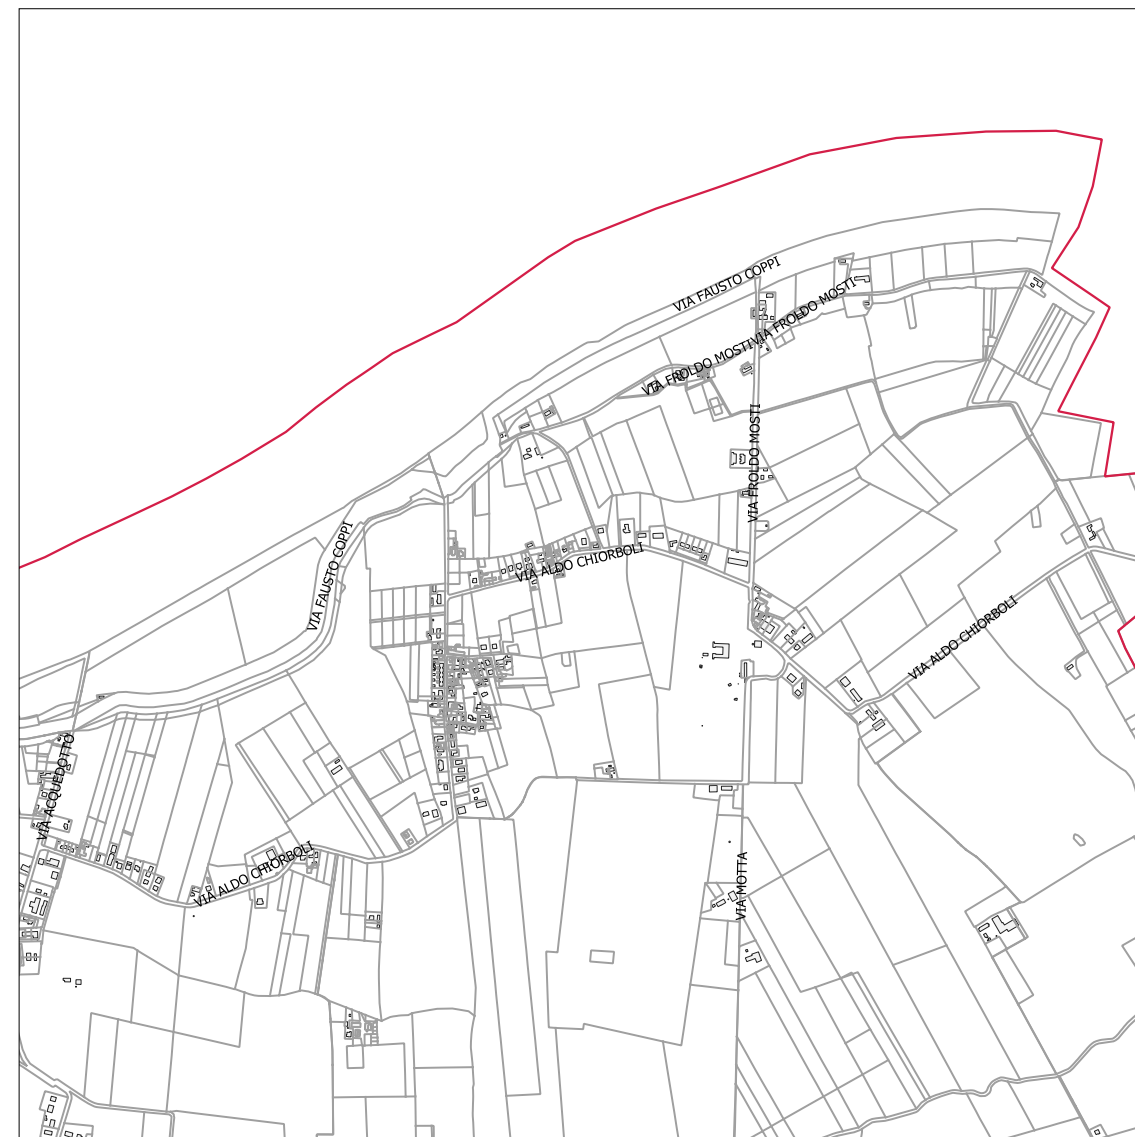 VIA FAUSTO COPPI
VIA FROLDO MOSTI
VIA FROLDO MOSTI
VIA FROLDO MOSTI
VIA FAUSTO COPPI
VIA ALDO CHIORBOLI
VIA ALDO CHIORBOLI
VIA ACQUEDOTTO
VIA ALDO CHIORBOLI
VIA MOTTA